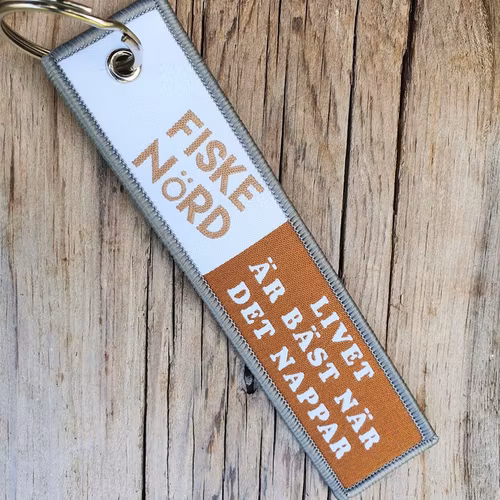 FISKE
NÖRD
LIVET
ÄR BÄST NÄR
DET NAPPAR